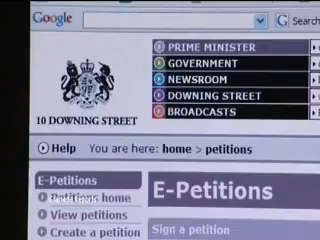 Google
Search
PRIME MINISTER
GOVERNMENT
NEWSROOM
DOWNING STREET
BROADCASTS
10 DOWNING STREET
Help You are here: home > petitions
E-Petitions
home
View petitions
Create a petition
E-Petitions
Sign a petition